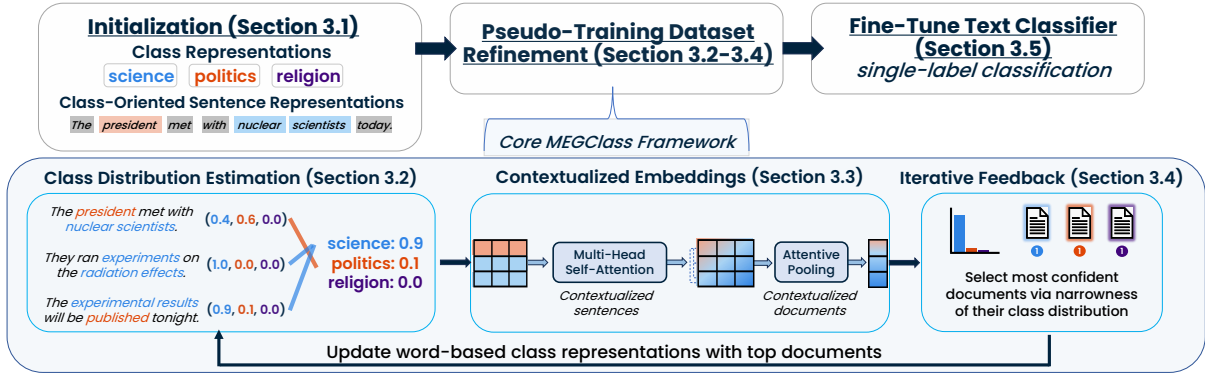 Initialization (Section 3.1)
Class Representations
science politics religion
Class-Oriented Sentence Representations
The president met with nuclear scientists today.
Pseudo-Training Dataset
Refinement (Section 3.2-3.4)
Fine-Tune Text Classifier
(Section 3.5)
single-label classification
Core MEGClass Framework
Class Distribution Estimation (Section 3.2)
The president met with
nuclear scientists.
(0.4, 0.6, 0.0)
They ran experiments on
the radiation effects.
(1.0, 0.0, 0.0)
The experimental results
will be published tonight.
(0.9, 0.1, 0.0)
science: 0.9
politics: 0.1
religion: 0.0
Contextualized Embeddings (Section 3.3)
Multi-Head
Self-Attention
Contextualized
sentences
Attentive
Pooling
Contextualized
documents
Iterative Feedback (Section 3.4)
1 1 1
Select most confident
documents via narrowness
of their class distribution
Update word-based class representations with top documents